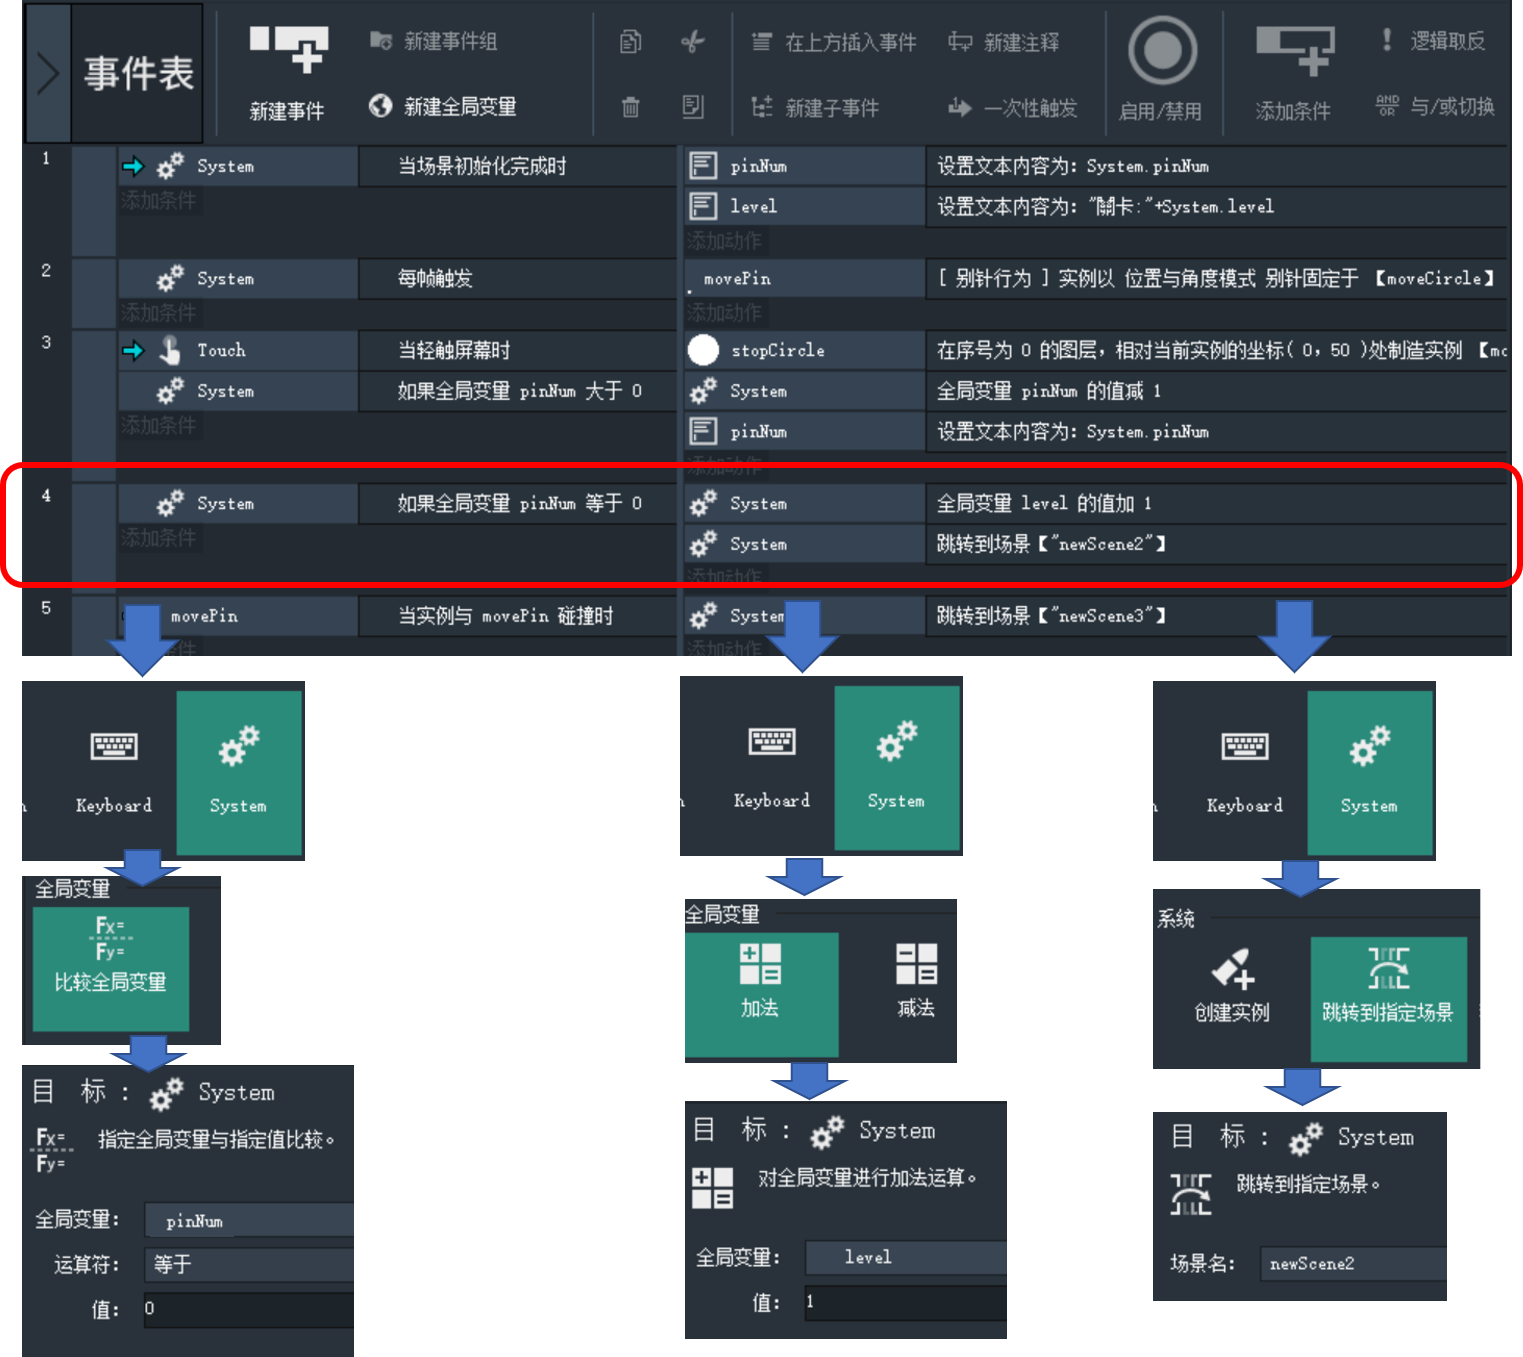 事件表
新建事件
新建事件组
新建全局变量
在上方插入事件
新建子事件
新建注释
一次性触发
启用/禁用
添加条件
逻辑取反
AND OR 与/或切换
1 System 当场景初始化完成时 pinNum 设置文本内容为: System.pinNum
添加条件 level 设置文本内容为: "關卡:"+System.level
添加动作
2 System 每帧触发 movePin [ 别针行为 ] 实例以 位置与角度模式 别针固定于 【moveCircle】
添加条件 添加动作
3 Touch 当轻触屏幕时 stopCircle 在序号为 0 的图层，相对当前实例的坐标( 0, 50 )处制造实例 【mo
System 如果全局变量 pinNum 大于 0 System 全局变量 pinNum 的值减 1
添加条件 pinNum 设置文本内容为: System.pinNum
添加动作
4 System 如果全局变量 pinNum 等于 0 System 全局变量 level 的值加 1
添加条件 System 跳转到场景【"newScene2"】
添加动作
5 movePin 当实例与 movePin 碰撞时 System 跳转到场景【"newScene3"】
条件 添加动作
Keyboard System
全局变量
Fx=
Fy=
比较全局变量
目 标 : System
Fx=
Fy=
指定全局变量与指定值比较。
全局变量: pinNum
运算符: 等于
值: 0
Keyboard System
全局变量
加法 减法
目 标 : System
对全局变量进行加法运算。
全局变量: level
值: 1
Keyboard System
系统
创建实例 跳转到指定场景
目 标 : System
跳转到指定场景。
场景名: newScene2